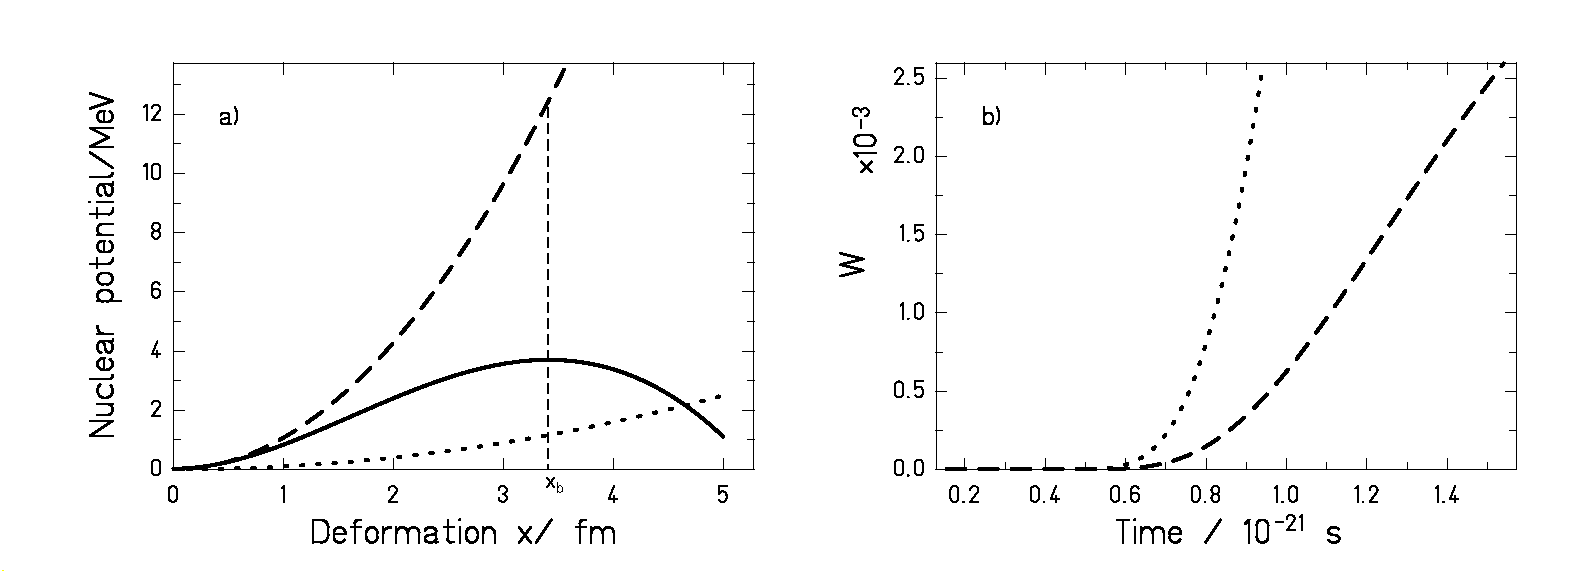 a)
Nuclear potential/MeV
12
10
8
6
4
2
0
0 1 2 3 x_b 4 5
Deformation x/ fm
b)
×10⁻³
W
2.5
2.0
1.5
1.0
0.5
0.0
0.2 0.4 0.6 0.8 1.0 1.2 1.4
Time / 10⁻²¹ s